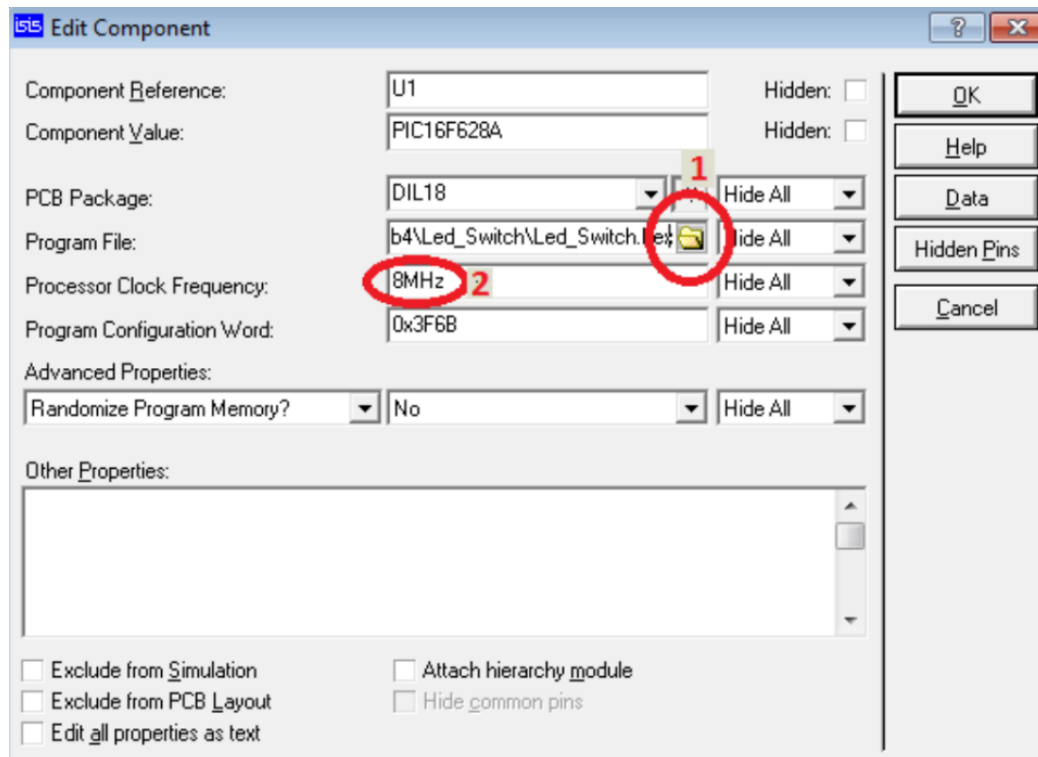 isis Edit Component
Component Reference: U1 Hidden: OK
Component Value: PIC16F628A Hidden: Help
1
PCB Package: DIL18 Hide All Data
Program File: b4\Led_Switch\Led_Switch. Hide All Hidden Pins
Processor Clock Frequency: 8MHz 2 Hide All Cancel
Program Configuration Word: 0x3F6B Hide All
Advanced Properties:
Randomize Program Memory? No Hide All
Other Properties:
Exclude from Simulation Attach hierarchy module
Exclude from PCB Layout Hide common pins
Edit all properties as text